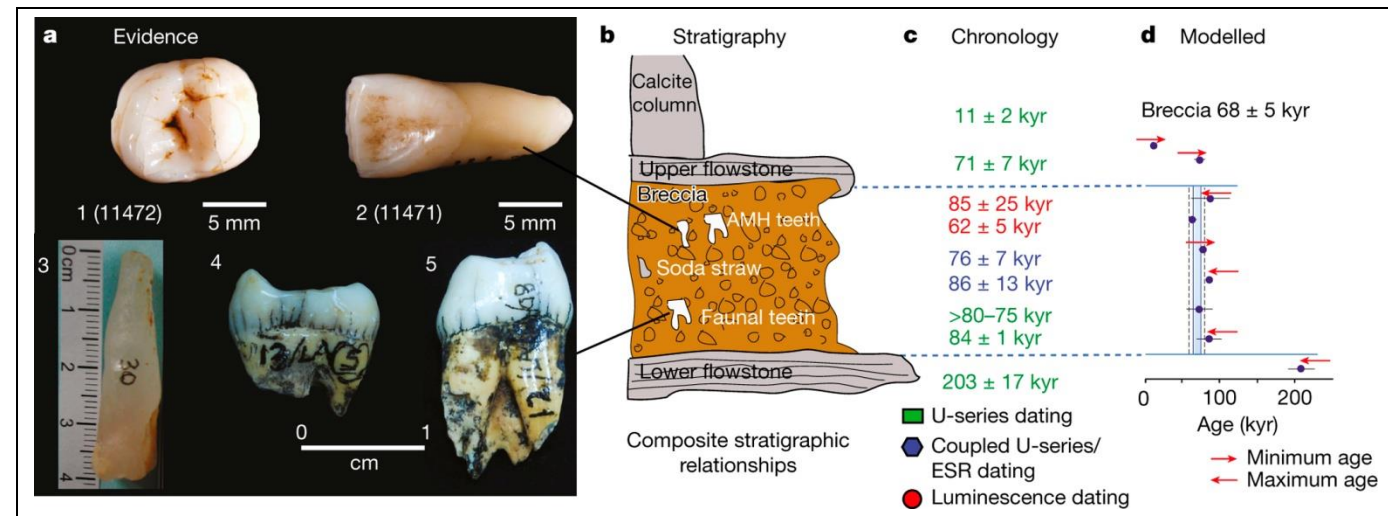 a Evidence
1 (11472)
5 mm
2 (11471)
5 mm
3
0
cm
1
2
3
4
30
4
5
0 1
cm
b Stratigraphy
Calcite
column
Upper flowstone
Breccia
AMH teeth
Soda straw
Faunal teeth
Lower flowstone
Composite stratigraphic
relationships
c Chronology
11 ± 2 kyr
71 ± 7 kyr
85 ± 25 kyr
62 ± 5 kyr
76 ± 7 kyr
86 ± 13 kyr
>80–75 kyr
84 ± 1 kyr
203 ± 17 kyr
U-series dating
Coupled U-series/
ESR dating
Luminescence dating
d Modelled
Breccia 68 ± 5 kyr
0 100 200
Age (kyr)
Minimum age
Maximum age